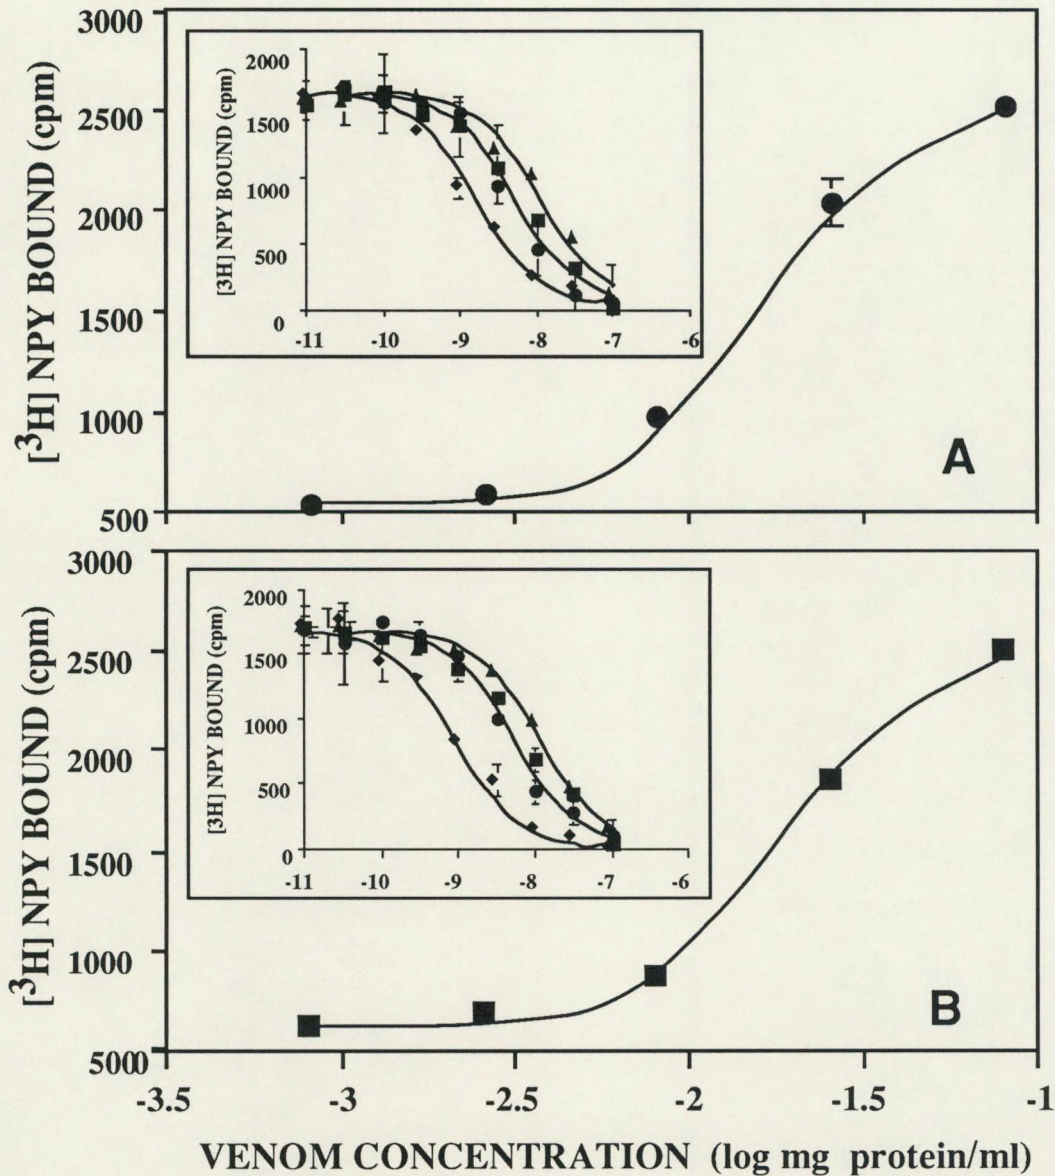 3000
2500
2000
1500
1000
500
[3H] NPY BOUND (cpm)
2000
1500
1000
500
0
[3H] NPY BOUND (cpm)
-11 -10 -9 -8 -7 -6
A
3000
2500
2000
1500
1000
5000
[3H] NPY BOUND (cpm)
2000
1500
1000
500
0
[3H] NPY BOUND (cpm)
-11 -10 -9 -8 -7 -6
B
-3.5 -3 -2.5 -2 -1.5 -1
VENOM CONCENTRATION (log mg protein/ml)